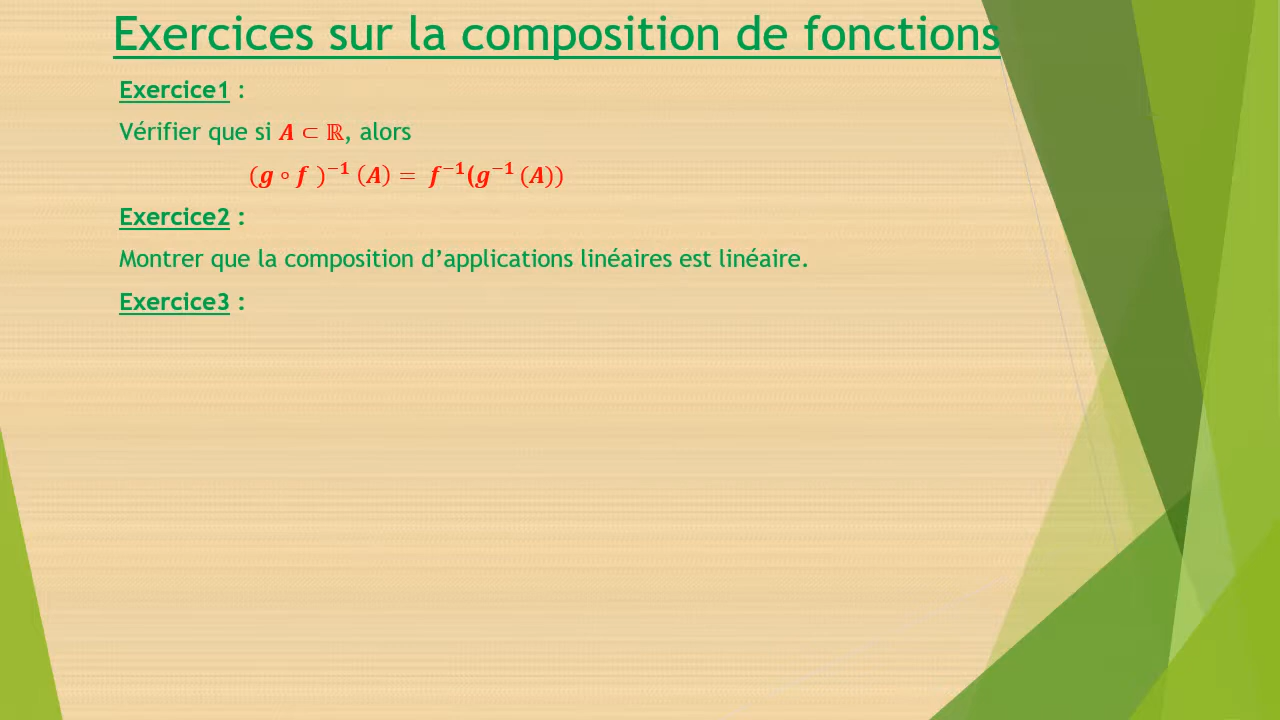 Exercices sur la composition de fonctions
Exercice1 :
Vérifier que si A ⊂ ℝ, alors
(g ∘ f )⁻¹ (A) = f⁻¹(g⁻¹ (A))
Exercice2 :
Montrer que la composition d’applications linéaires est linéaire.
Exercice3 :